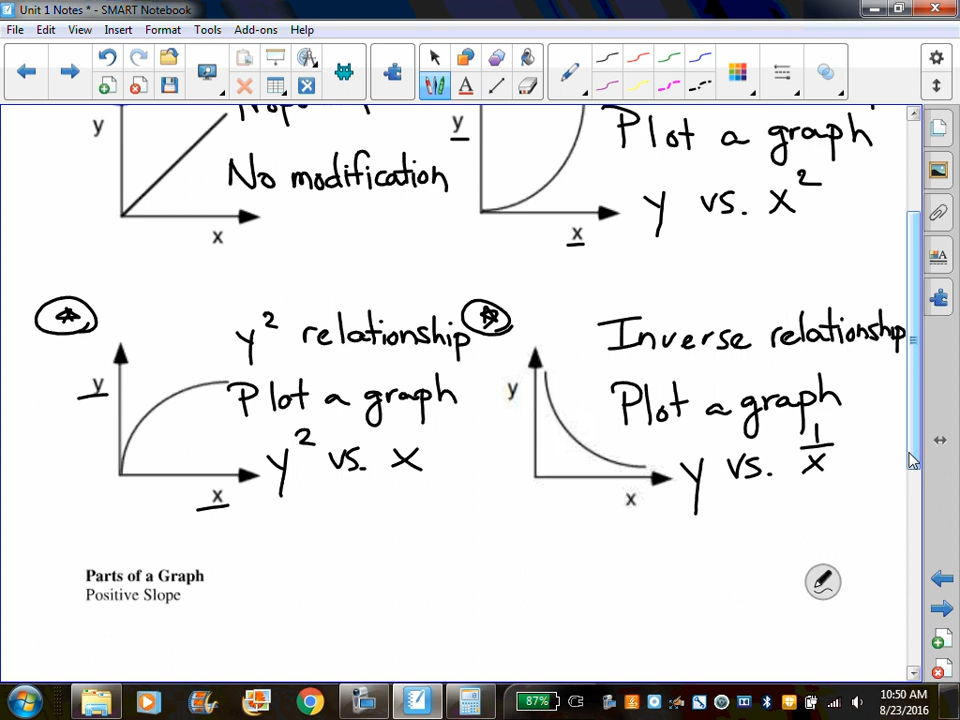 Unit 1 Notes * - SMART Notebook
File Edit View Insert Format Tools Add-ons Help
y
No modification
x
y
x
Plot a graph
y vs. x²
y² relationship
Plot a graph
y² vs. x
y
x
Inverse relationship
Plot a graph
y vs. 1/x
y
x
Parts of a Graph
Positive Slope
87%
10:50 AM
8/23/2016